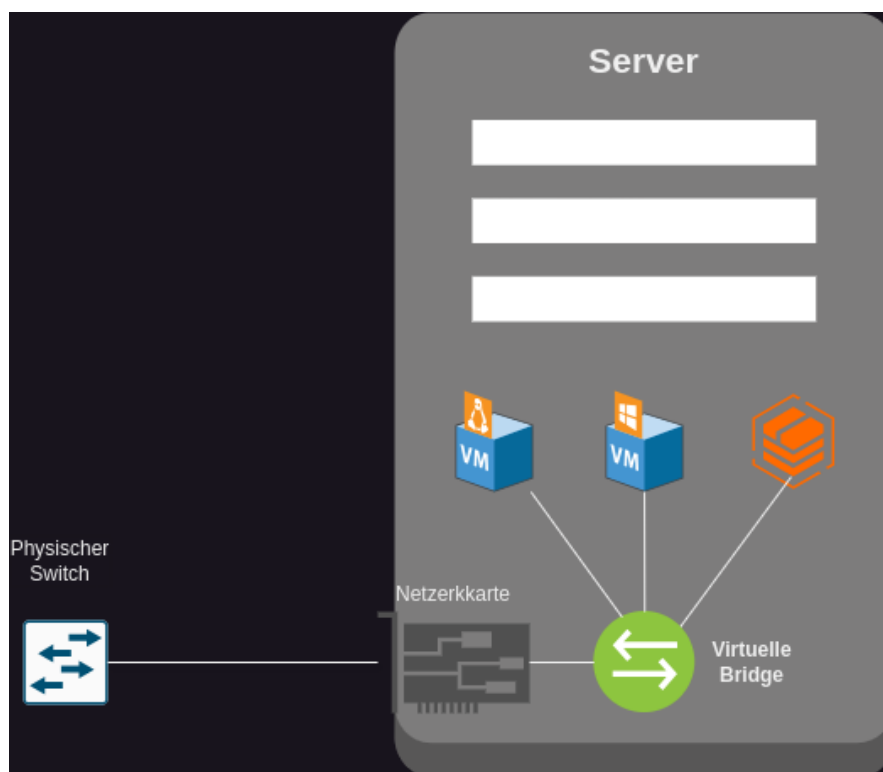 Server
VM
VM
Physischer
Switch
Netzerkkarte
Virtuelle
Bridge